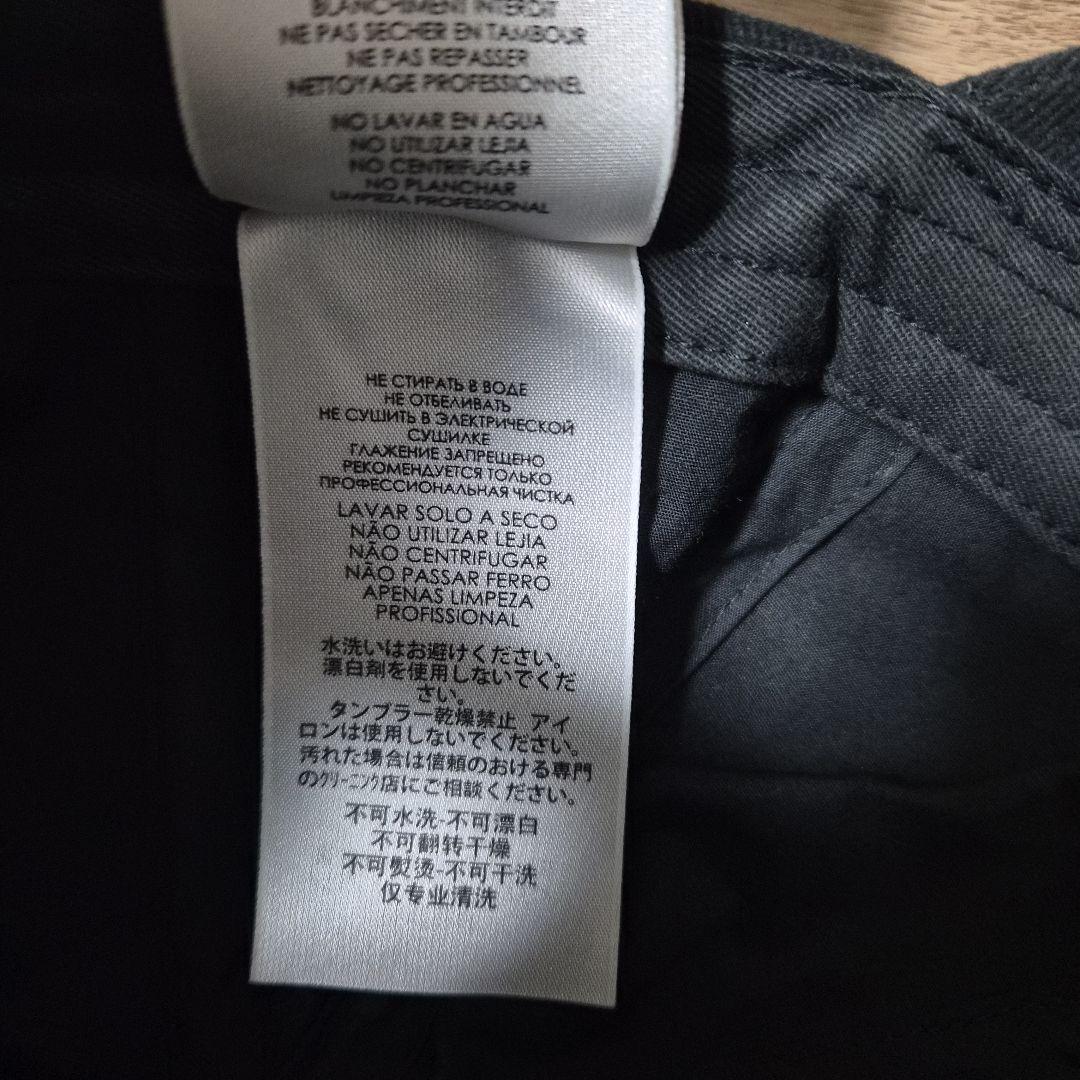 BLANCHIMENT INTERDIT
NE PAS SECHER EN TAMBOUR
NE PAS REPASSER
NETTOYAGE PROFESSIONNEL
NO LAVAR EN AGUA
NO UTILIZAR LEJIA
NO CENTRIFUGAR
NO PLANCHAR
LIMPIEZA PROFESSIONAL
НЕ СТИРАТЬ В ВОДЕ
НЕ ОТБЕЛИВАТЬ
НЕ СУШИТЬ В ЭЛЕКТРИЧЕСКОЙ
СУШИЛКЕ
ГЛАЖЕНИЕ ЗАПРЕЩЕНО
РЕКОМЕНДУЕТСЯ ТОЛЬКО
ПРОФЕССИОНАЛЬНАЯ ЧИСТКА
LAVAR SOLO A SECO
NÃO UTILIZAR LEJIA
NÃO CENTRIFUGAR
NÃO PASSAR FERRO
APENAS LIMPEZA
PROFISSIONAL
水洗いはお避けください。
漂白剤を使用しないでくだ
さい。
タンブラー乾燥禁止 アイ
ロンは使用しないでください。
汚れた場合は信頼のおける専門
のクリーニング店にご相談ください。
不可水洗-不可漂白
不可翻转干燥
不可熨烫-不可干洗
仅专业清洗